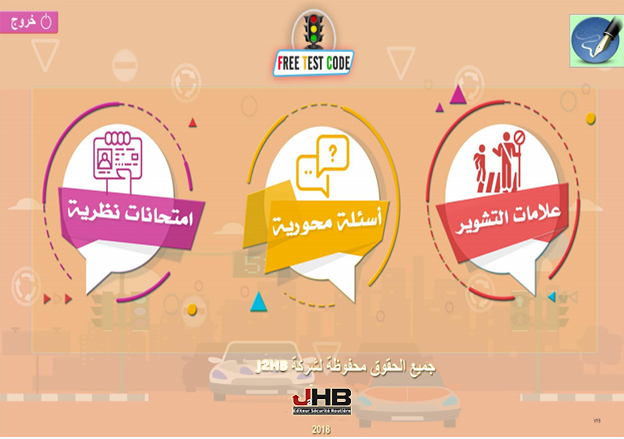 خروج
FREE TEST CODE
علامات التشوير
أسئلة محورية
امتحانات نظرية
جميع الحقوق محفوظة لشركة J2HB
JHB
Editeur Sécurité Routière
2018